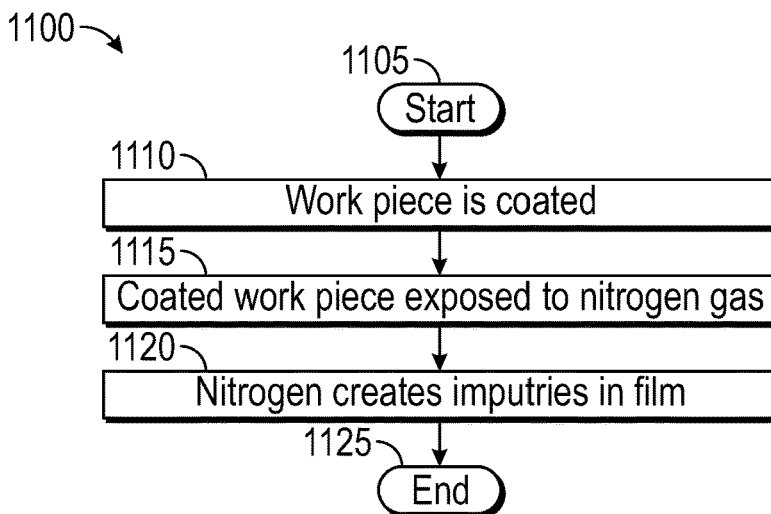 1100
1105
Start
1110
Work piece is coated
1115
Coated work piece exposed to nitrogen gas
1120
Nitrogen creates imputries in film
1125
End